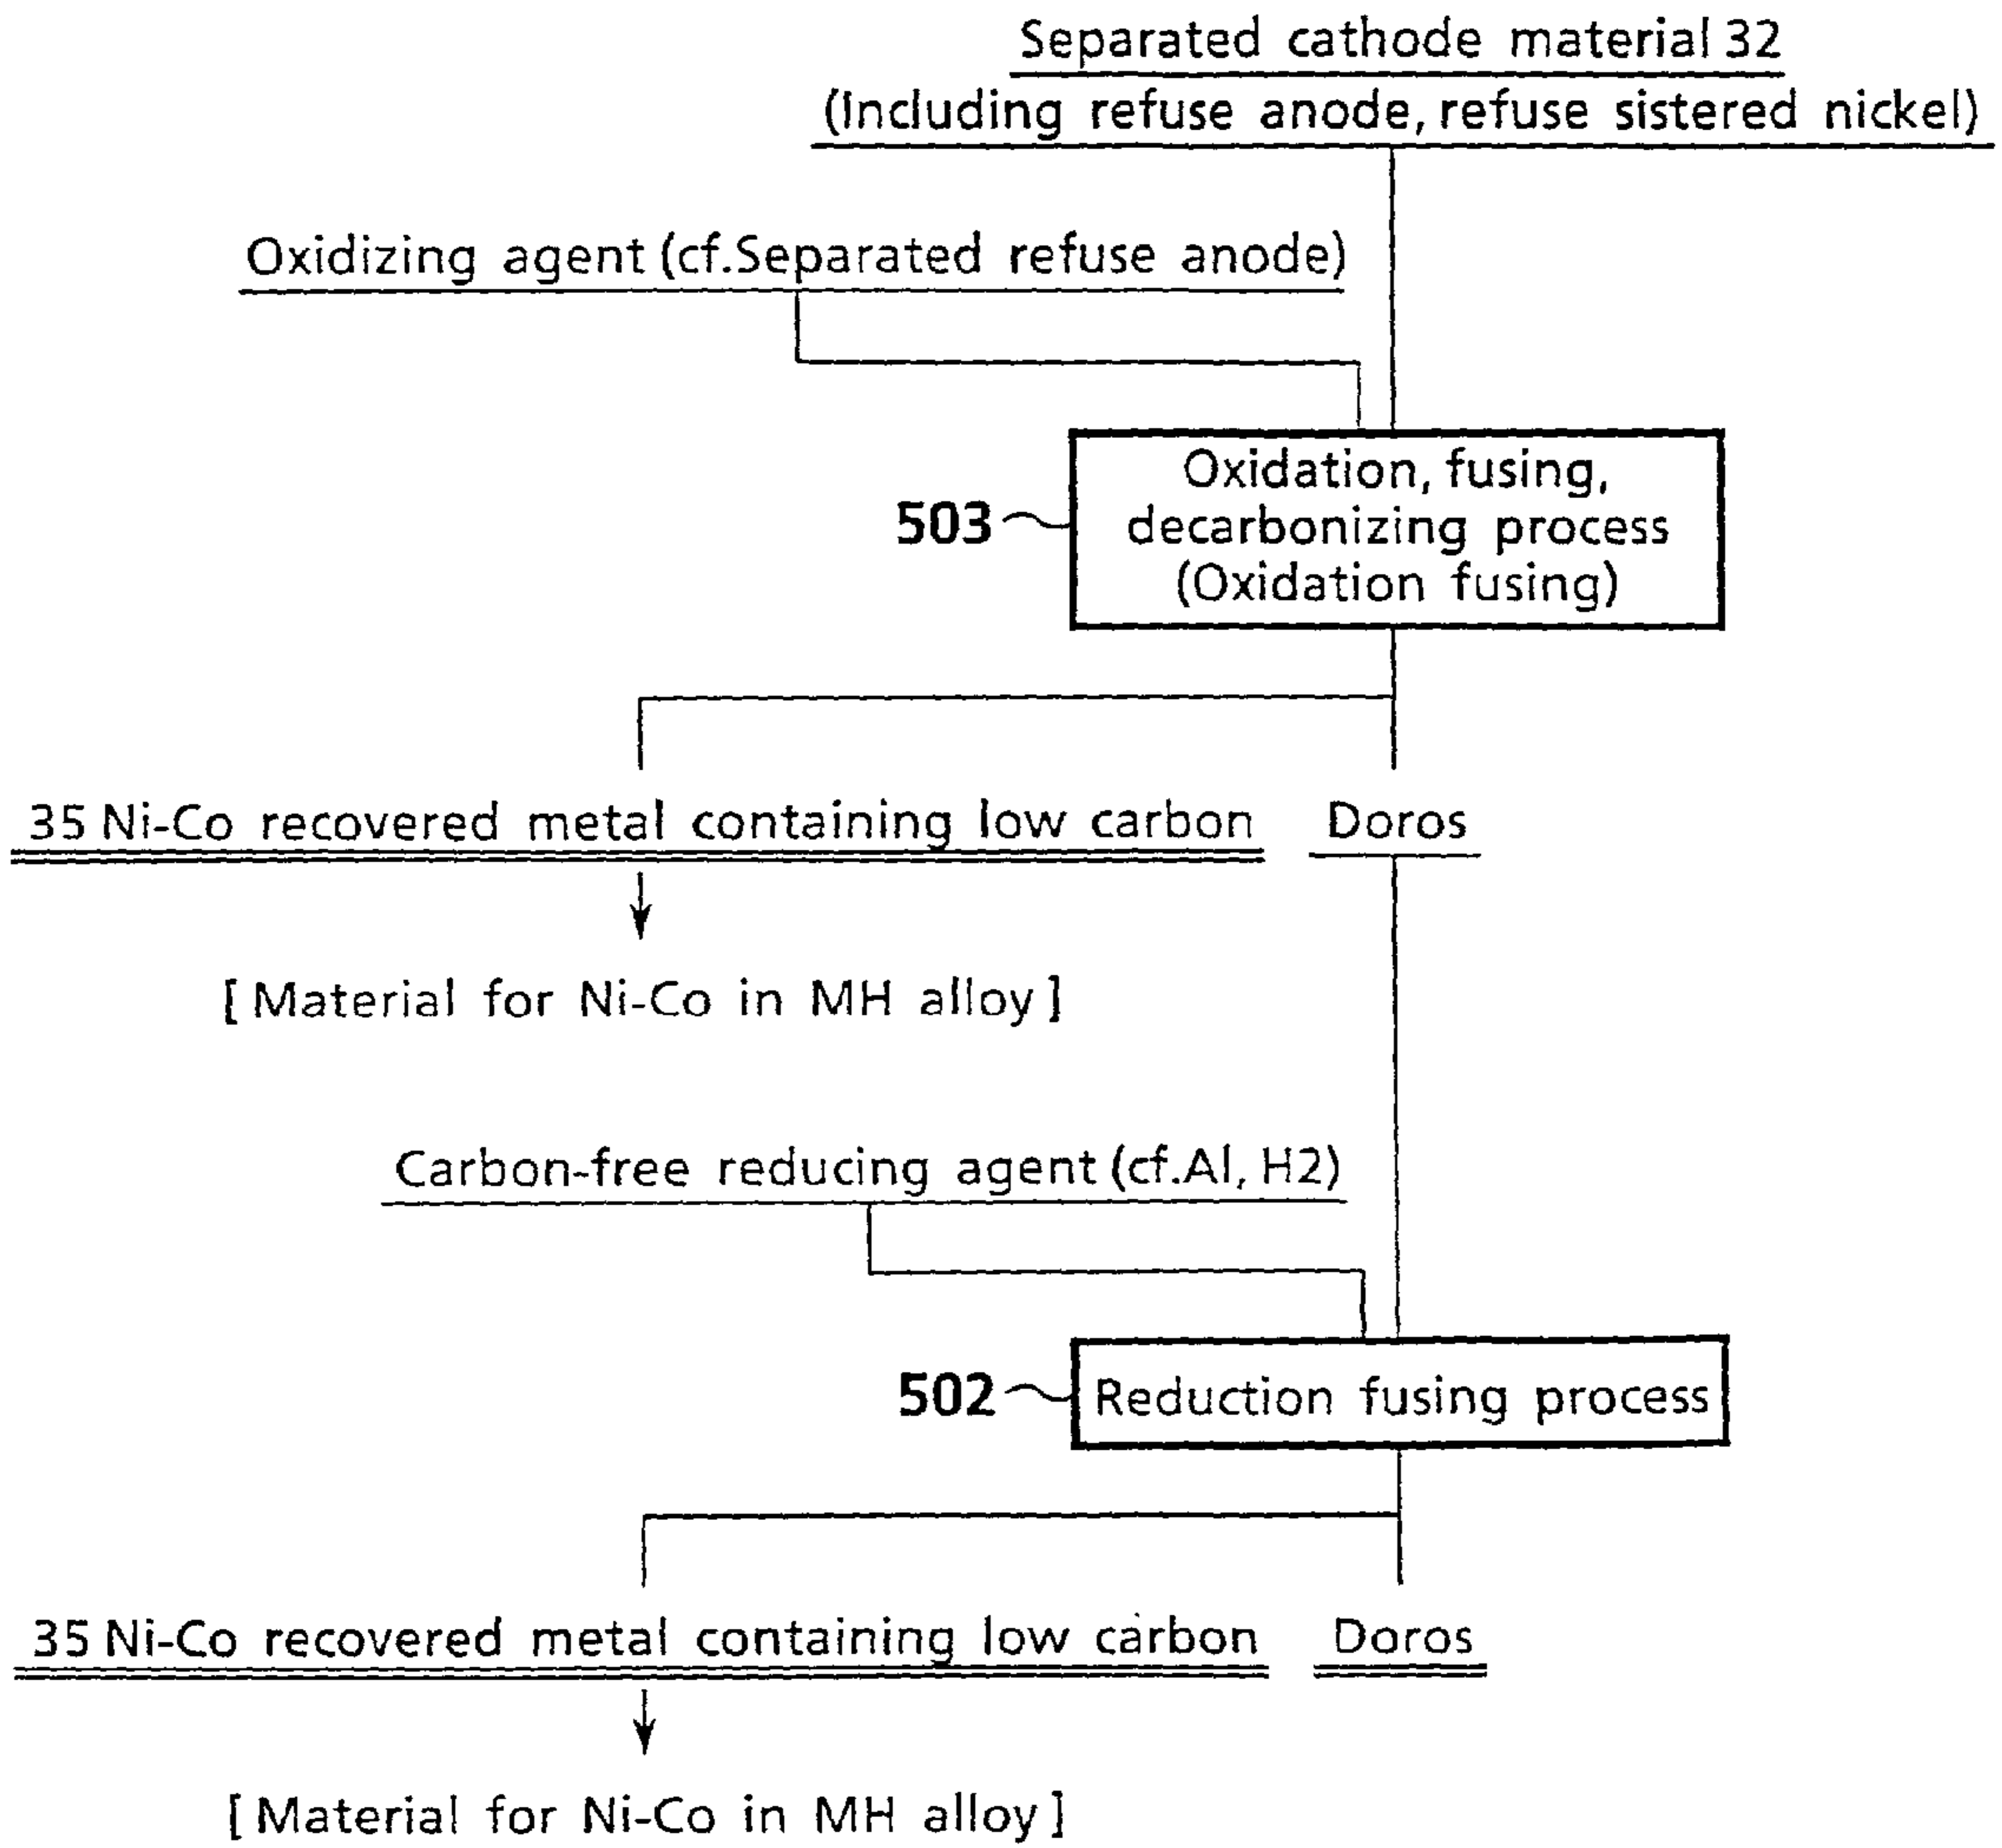 Separated cathode material 32
(Including refuse anode, refuse sistered nickel)
Oxidizing agent (cf.Separated refuse anode)
Oxidation, fusing,
503 decarbonizing process
(Oxidation fusing)
35 Ni-Co recovered metal containing low carbon Doros
[ Material for Ni-Co in MH alloy ]
Carbon-free reducing agent (cf.Al, H2)
502 Reduction fusing process
35 Ni-Co recovered metal containing low carbon Doros
[ Material for Ni-Co in MH alloy ]